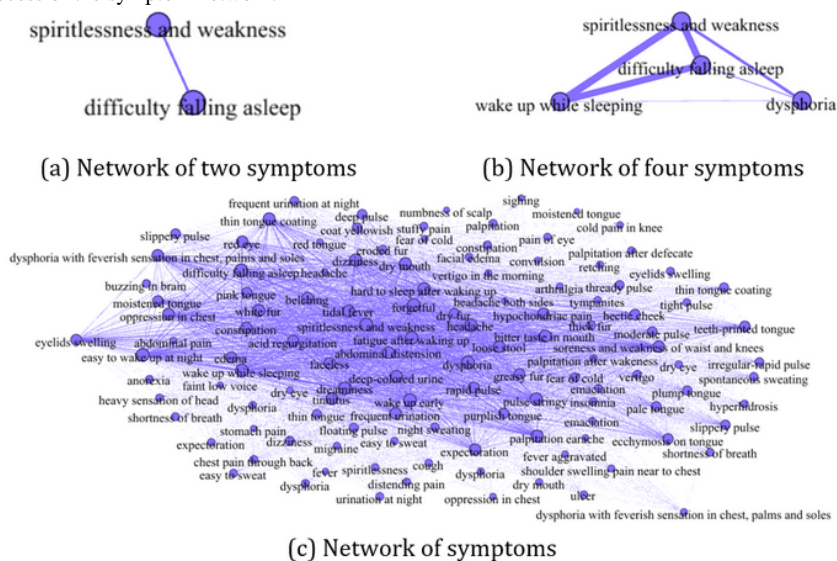 spiritlessness and weakness
difficulty falling asleep
(a) Network of two symptoms
spiritlessness and weakness
difficulty falling asleep
wake up while sleeping
dysphoria
(b) Network of four symptoms
frequent urination at night
sighing
thin tongue coating
deep pulse
numbness of scalp
moistened tongue
coat yellowish stuffy pain
palpitation
cold pain in knee
slippery pulse
red eye
red tongue
fear of cold
eroded fur
constipation
pain of eye
dysphoria with feverish sensation in chest, palms and soles
dizziness
dry mouth
facial edema
convulsion
palpitation after defecate
difficulty falling asleep
headache
vertigo in the morning
retching
eyelids swelling
buzzing in brain
hard to sleep after waking up
arthralgia
thready pulse
thin tongue coating
moistened tongue
pink tongue
belching
forgetful
headache both sides
tympanites
tight pulse
oppression in chest
white fur
tidal fever
dry fur
hypochondriac pain
hectic cheek
constipation
spiritlessness and weakness
headache
thick fur
teeth-printed tongue
eyelids swelling
abdominal pain
acid regurgitation
fatigue after waking up
bitter taste in mouth
moderate pulse
easy to wake up at night
edema
abdominal distension
loose stool
soreness and weakness of waist and knees
faceless
dysphoria
palpitation after wakeness
dry eye
irregular-rapid pulse
anorexia
wake up while sleeping
deep-colored urine
greasy fur
fear of cold
vertigo
spontaneous sweating
faint low voice
dry eye
dreaminess
rapid pulse
emaciation
plump tongue
heavy sensation of head
dysphoria
tinnitus
wake up early
pulse stringy
insomnia
pale tongue
hyperhidrosis
shortness of breath
thin tongue
frequent urination
purplish tongue
emaciation
slippery pulse
stomach pain
floating pulse
night sweating
expectoration
dizziness
migraine
easy to sweat
expectoration
palpitation
earache
ecchymosis on tongue
shortness of breath
chest pain through back
fever aggravated
easy to sweat
fever
spiritlessness
cough
dysphoria
shoulder swelling
pain near to chest
dysphoria
distending pain
dry mouth
urination at night
oppression in chest
ulcer
dysphoria with feverish sensation in chest, palms and soles
(c) Network of symptoms